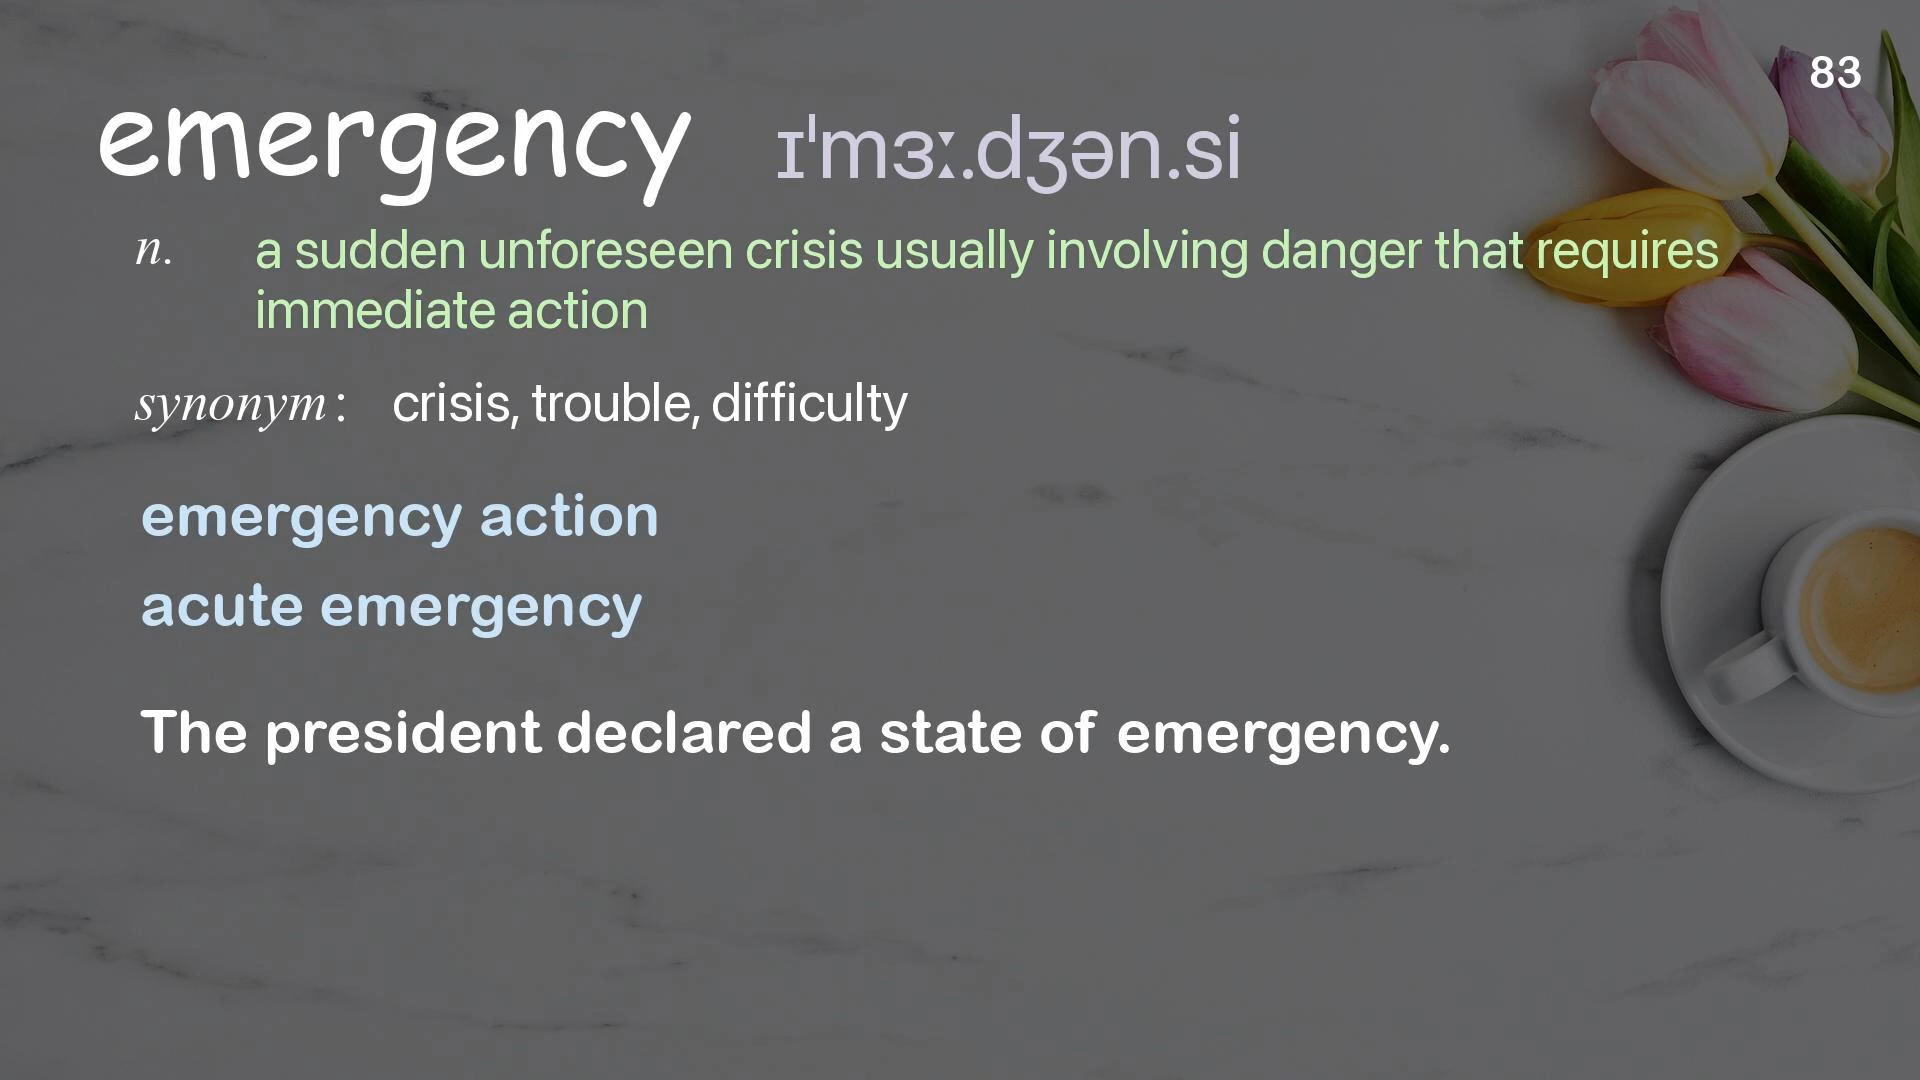 83
emergency ɪˈmɜː.dʒən.si
n. a sudden unforeseen crisis usually involving danger that requires
immediate action
synonym: crisis, trouble, difficulty
emergency action
acute emergency
The president declared a state of emergency.